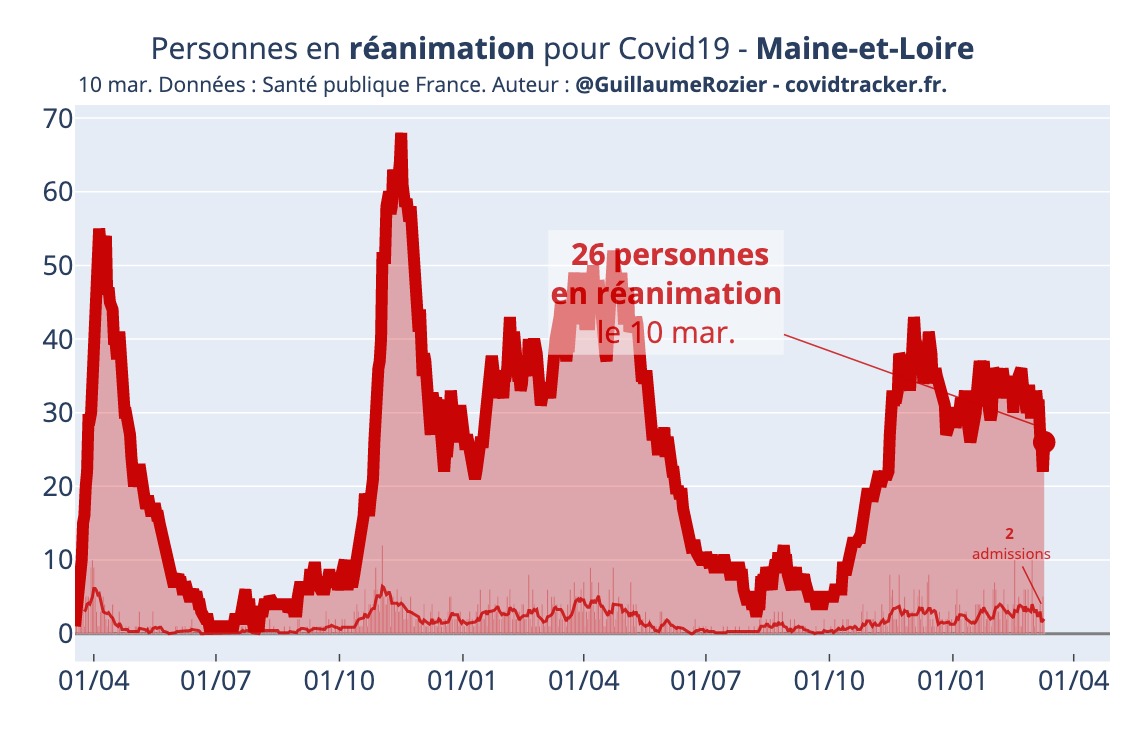 Personnes en réanimation pour Covid19 - Maine-et-Loire
10 mar. Données : Santé publique France. Auteur : @GuillaumeRozier - covidtracker.fr.
70
60
50
40
30
20
10
0
26 personnes
en réanimation
le 10 mar.
2
admissions
01/04 01/07 01/10 01/01 01/04 01/07 01/10 01/01 01/04